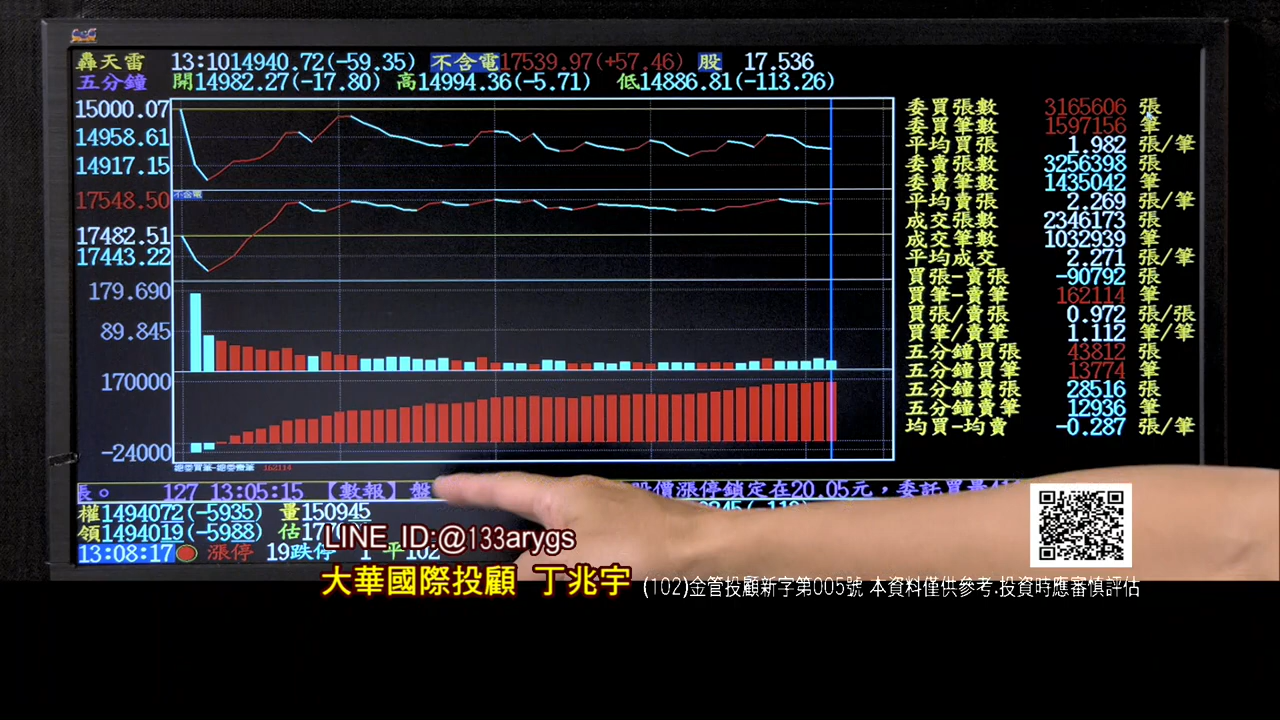 轟天雷 13:1014940.72(-59.35) 不含電17539.97(+57.46) 股 17.536
五分鐘 開14982.27(-17.80) 高14994.36(-5.71) 低14886.81(-113.26)
15000.07
14958.61
14917.15
17548.50 不含電
17482.51
17443.22
179.690
89.845
170000
-24000
162114
委買張數 3165606 張
委買筆數 1597156 筆
平均買張 1.982 張/筆
委賣張數 3256398 張
委賣筆數 1435042 筆
平均賣張 2.269 張/筆
成交張數 2346173 張
成交筆數 1032939 筆
平均成交 2.271 張/筆
買張-賣張 -90792 張
買筆-賣筆 162114 筆
買張/賣張 0.972 張/張
買筆/賣筆 1.112 筆/筆
五分鐘買張 43812 張
五分鐘買筆 13774 筆
五分鐘賣張 28516 張
五分鐘賣筆 12936 筆
均買-均賣 -0.287 張/筆
長。 127 13:05:15 【數報】 盤 股價漲停鎖定在20.05元，委託買量
權1494072(-5935) 量150945
領1494019(-5988) 估17
13:08:17 漲停 19跌停 1 平102
LINE ID:@133arygs
大華國際投顧 丁兆宇 (102)金管投顧新字第005號 本資料僅供參考.投資時應審慎評估